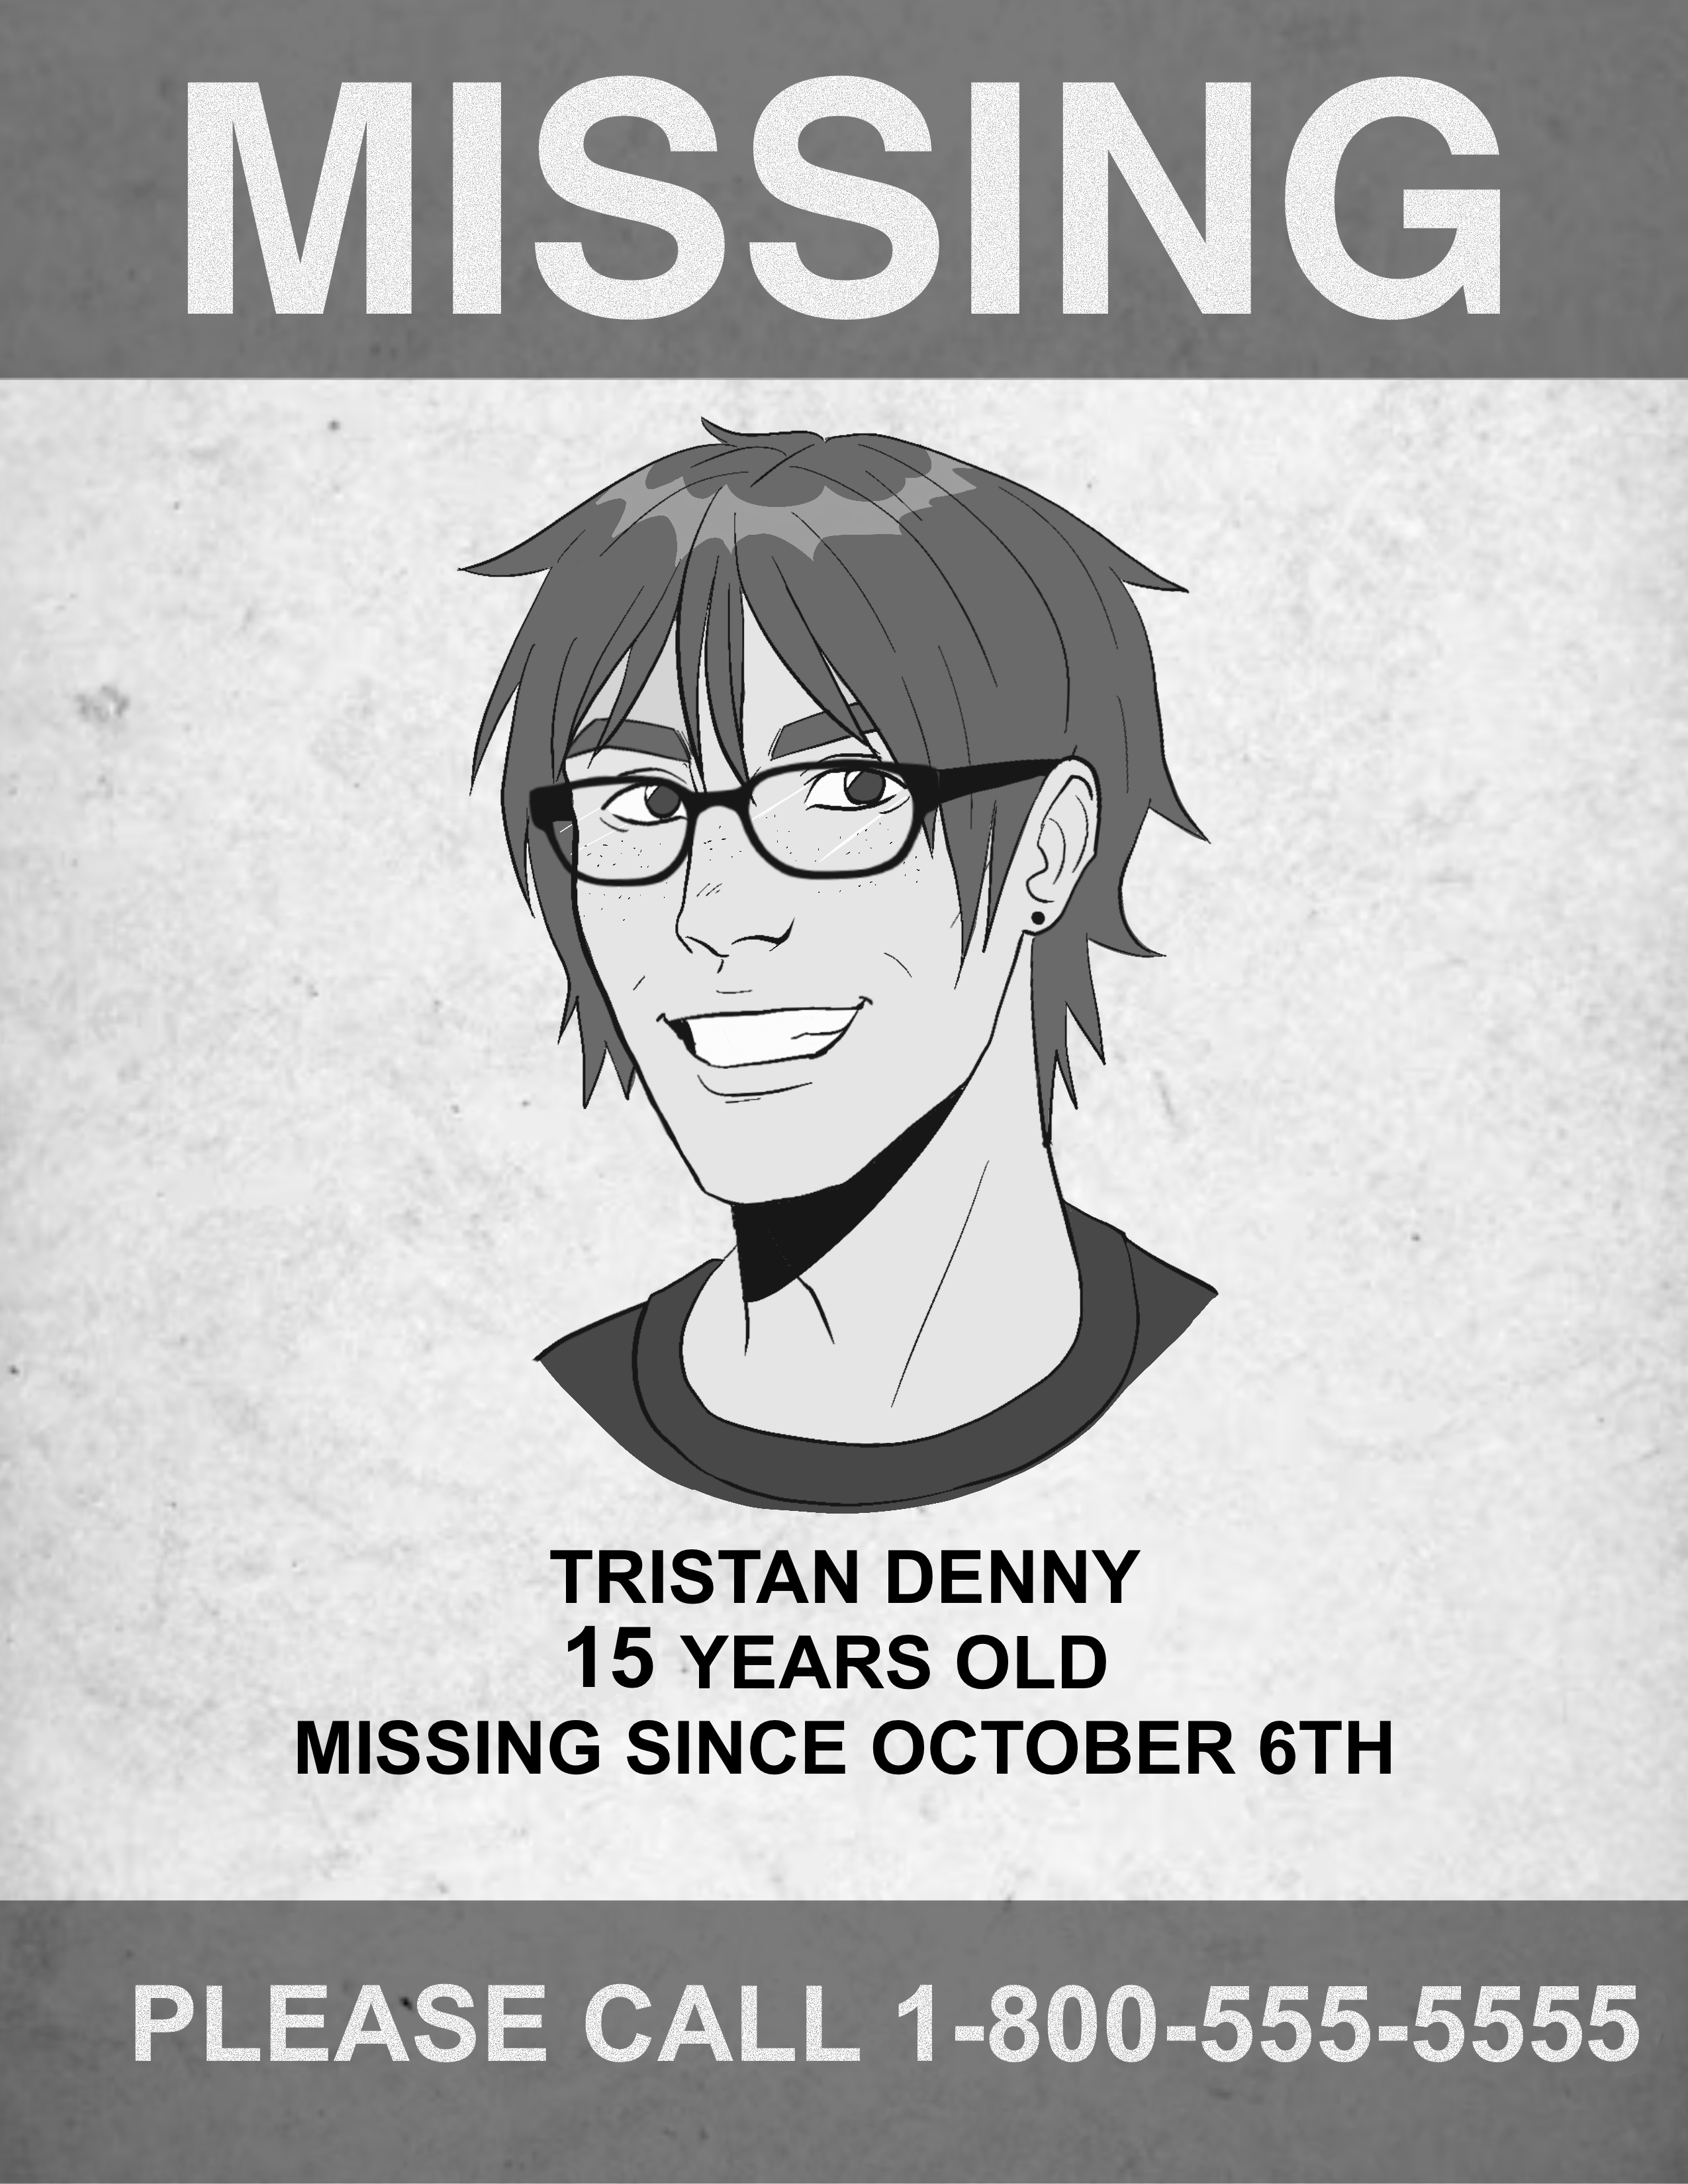 MISSING
TRISTAN DENNY
15 YEARS OLD
MISSING SINCE OCTOBER 6TH
PLEASE CALL 1-800-555-5555